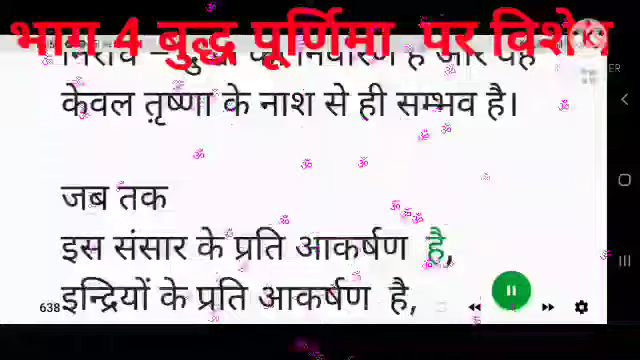 भाग 4 बुद्ध पूर्णिमा पर विशेष
केवल तृष्णा के नाश से ही सम्भव है।
जब तक
इस संसार के प्रति आकर्षण है,
इन्द्रियों के प्रति आकर्षण है,
638